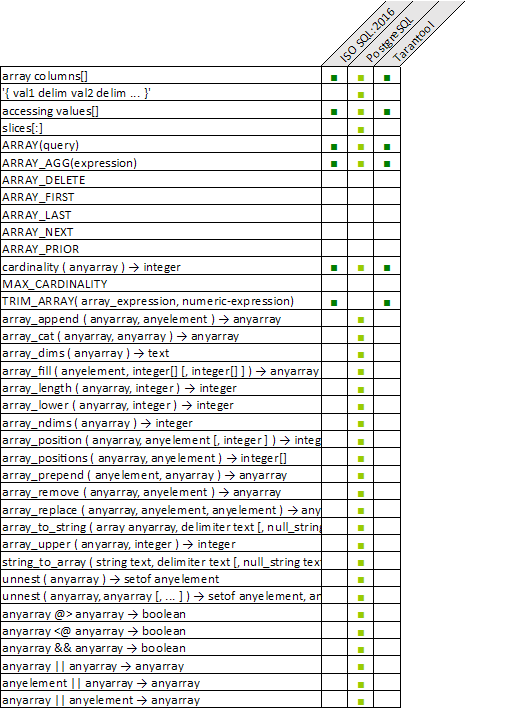 ISO SQL:2016
PostgreSQL
Tarantool
array columns[]
'{ val1 delim val2 delim ... }'
accessing values[]
slices[:]
ARRAY(query)
ARRAY_AGG(expression)
ARRAY_DELETE
ARRAY_FIRST
ARRAY_LAST
ARRAY_NEXT
ARRAY_PRIOR
cardinality ( anyarray ) → integer
MAX_CARDINALITY
TRIM_ARRAY( array_expression, numeric-expression)
array_append ( anyarray, anyelement ) → anyarray
array_cat ( anyarray, anyarray ) → anyarray
array_dims ( anyarray ) → text
array_fill ( anyelement, integer[] [, integer[] ] ) → anyarray
array_length ( anyarray, integer ) → integer
array_lower ( anyarray, integer ) → integer
array_ndims ( anyarray ) → integer
array_position ( anyarray, anyelement [, integer ] ) → integ
array_positions ( anyarray, anyelement ) → integer[]
array_prepend ( anyelement, anyarray ) → anyarray
array_remove ( anyarray, anyelement ) → anyarray
array_replace ( anyarray, anyelement, anyelement ) → any
array_to_string ( array anyarray, delimiter text [, null_string
array_upper ( anyarray, integer ) → integer
string_to_array ( string text, delimiter text [, null_string tex
unnest ( anyarray ) → setof anyelement
unnest ( anyarray, anyarray [, ... ] ) → setof anyelement, an
anyarray @> anyarray → boolean
anyarray <@ anyarray → boolean
anyarray && anyarray → boolean
anyarray || anyarray → anyarray
anyelement || anyarray → anyarray
anyarray || anyelement → anyarray